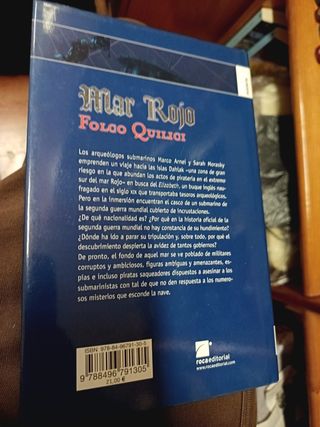 Mar Rojo
Folco Quilici
Los arqueólogos submarinos Marco Arnei y Sarah Horasky
emprenden un viaje hacia las islas Dahlak –una zona de gran
riesgo en la que abundan los actos de piratería en el extremo
sur del mar Rojo– en busca del Elizabeth, un buque inglés nau-
fragado en el siglo XIX que transportaba tesoros arqueológicos.
Pero en la inmersión encuentran el casco de un submarino de
la segunda guerra mundial cubierto de incrustaciones.
¿De qué nacionalidad es? ¿Por qué en la historia oficial de la
segunda guerra mundial no hay constancia de su hundimiento?
¿Dónde ha ido a parar su tripulación y, sobre todo, por qué el
descubrimiento despierta la avidez de tantos gobiernos?
De pronto, el fondo de aquel mar se ve poblado de militares
corruptos y ambiciosos, figuras ambiguas y amenazantes, es-
pías e incluso piratas saqueadores dispuestos a asesinar a los
submarinistas con tal de que no den respuesta a los numero-
sos misterios que esconde la nave.
ISBN: 978-84-96791-30-5
9 788496 791305
21,00 €
rocaeditorial
www.rocaeditorial.com